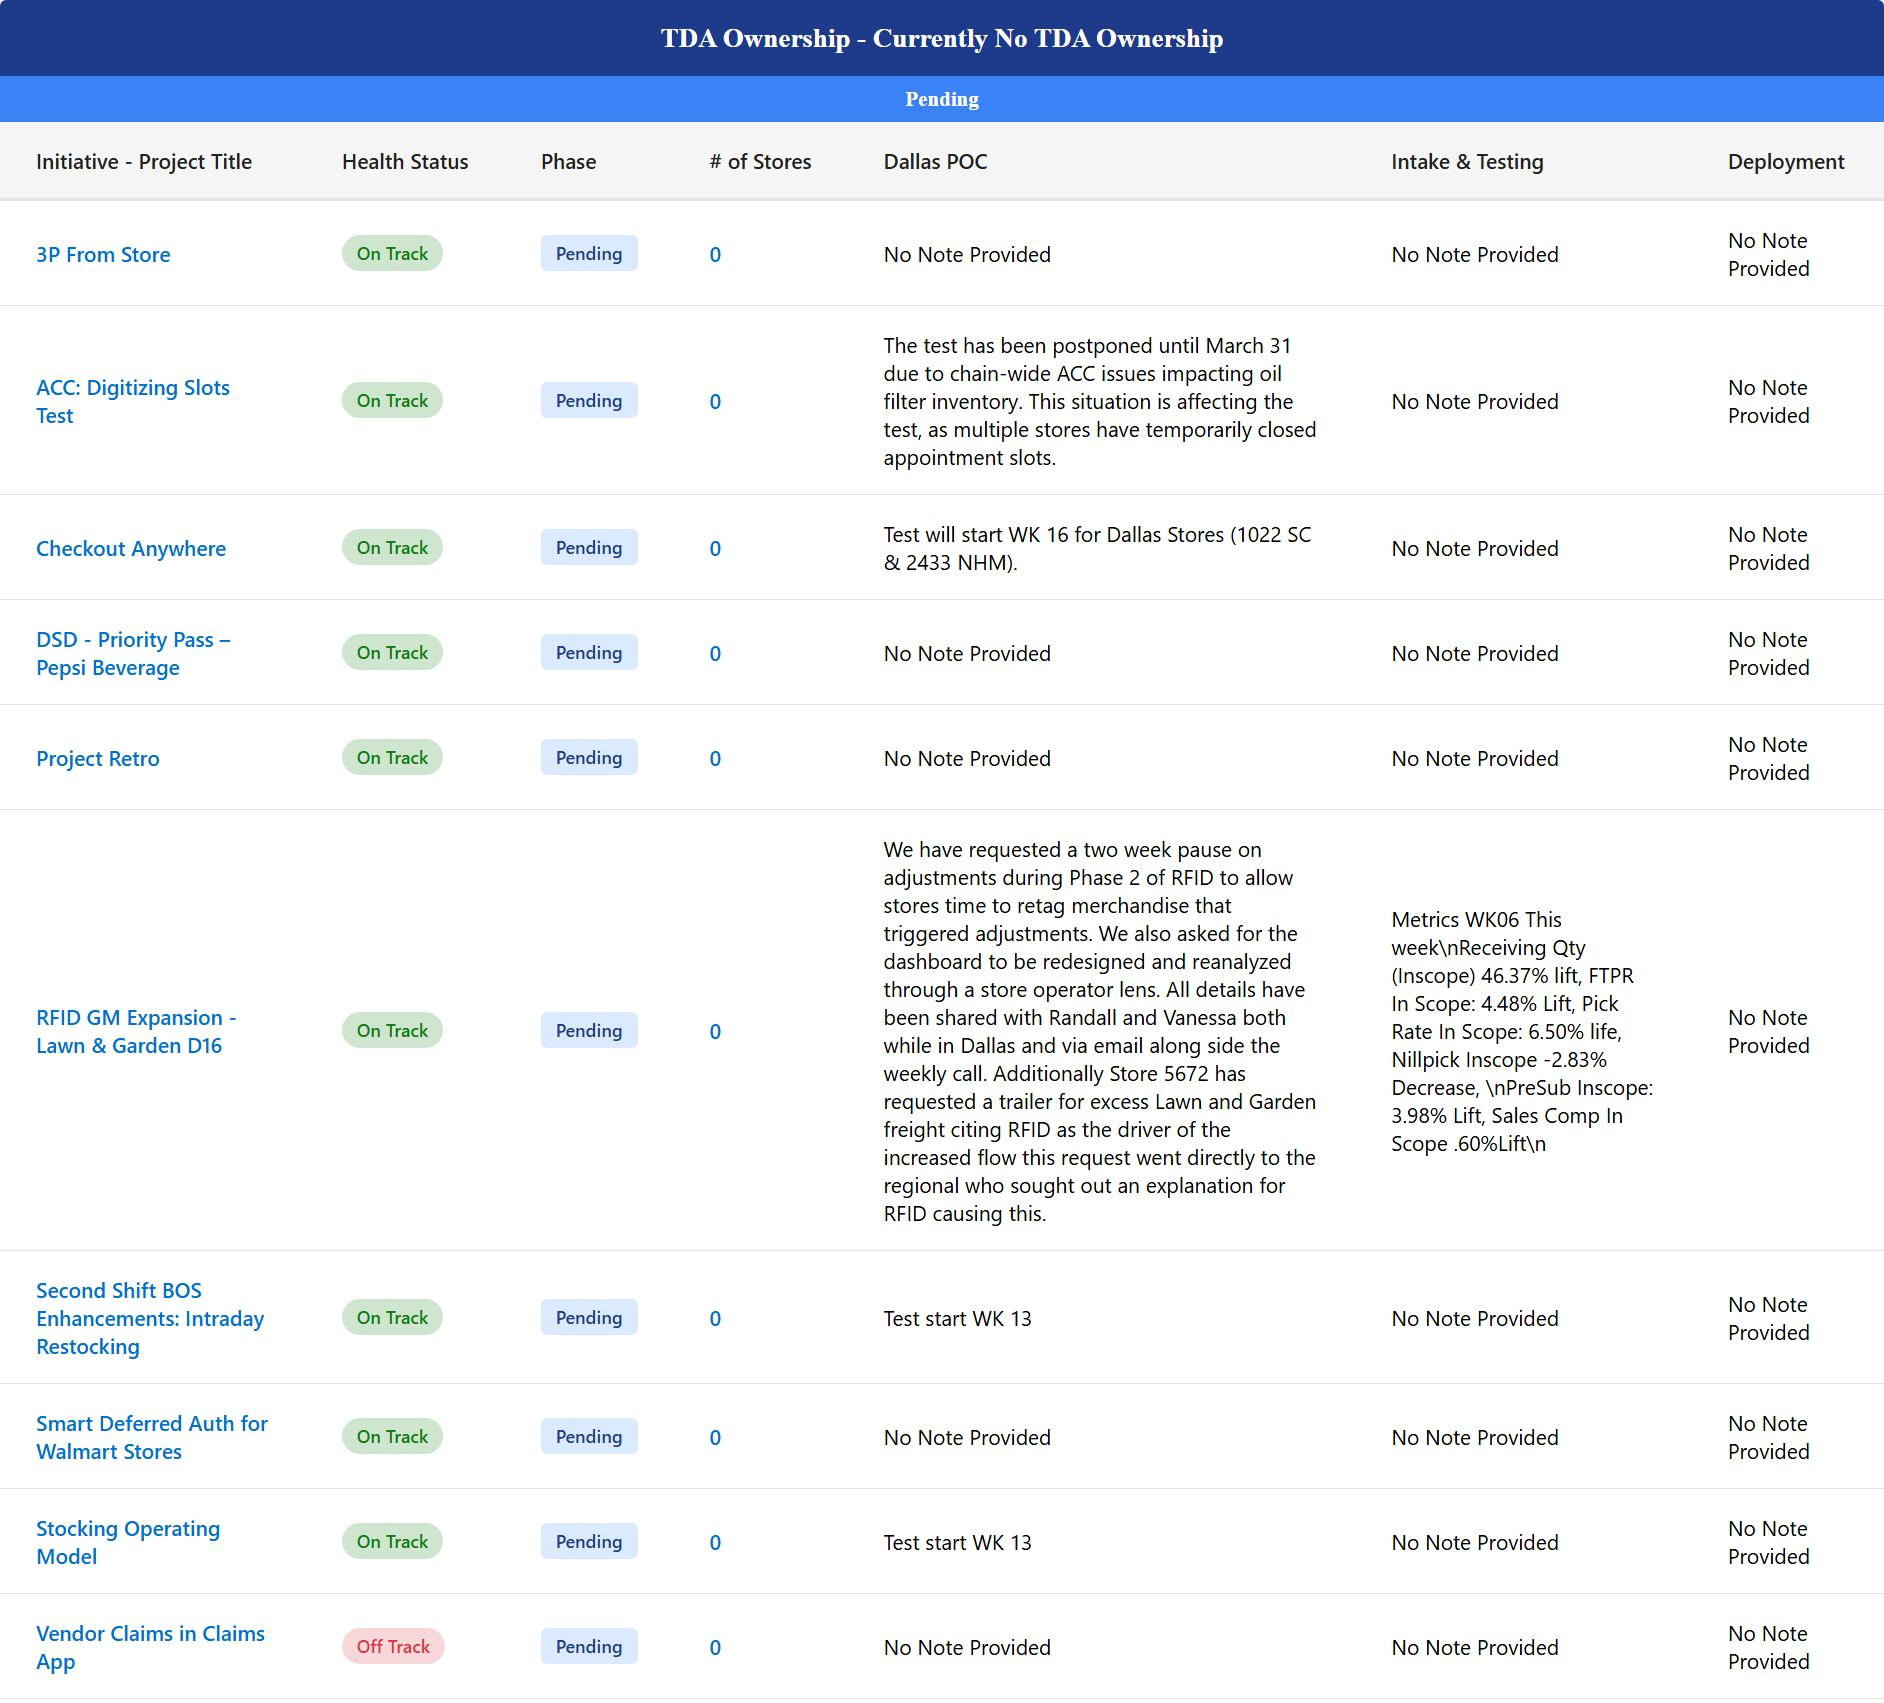 TDA Ownership - Currently No TDA Ownership
Pending
Initiative - Project Title Health Status Phase # of Stores Dallas POC Intake & Testing Deployment
3P From Store On Track Pending 0 No Note Provided No Note Provided No Note
Provided
ACC: Digitizing Slots
Test
On Track Pending 0
The test has been postponed until March 31
due to chain-wide ACC issues impacting oil
filter inventory. This situation is affecting the
test, as multiple stores have temporarily closed
appointment slots.
No Note Provided
No Note
Provided
Checkout Anywhere On Track Pending 0
Test will start WK 16 for Dallas Stores (1022 SC
& 2433 NHM).
No Note Provided
No Note
Provided
DSD - Priority Pass –
Pepsi Beverage
On Track Pending 0 No Note Provided No Note Provided
No Note
Provided
Project Retro On Track Pending 0 No Note Provided No Note Provided
No Note
Provided
RFID GM Expansion -
Lawn & Garden D16
On Track Pending 0
We have requested a two week pause on
adjustments during Phase 2 of RFID to allow
stores time to retag merchandise that
triggered adjustments. We also asked for the
dashboard to be redesigned and reanalyzed
through a store operator lens. All details have
been shared with Randall and Vanessa both
while in Dallas and via email along side the
weekly call. Additionally Store 5672 has
requested a trailer for excess Lawn and Garden
freight citing RFID as the driver of the
increased flow this request went directly to the
regional who sought out an explanation for
RFID causing this.
Metrics WK06 This
week\nReceiving Qty
(Inscope) 46.37% lift, FTPR
In Scope: 4.48% Lift, Pick
Rate In Scope: 6.50% life,
Nillpick Inscope -2.83%
Decrease, \nPreSub Inscope:
3.98% Lift, Sales Comp In
Scope .60%Lift\n
No Note
Provided
Second Shift BOS
Enhancements: Intraday
Restocking
On Track Pending 0 Test start WK 13 No Note Provided
No Note
Provided
Smart Deferred Auth for
Walmart Stores
On Track Pending 0 No Note Provided No Note Provided
No Note
Provided
Stocking Operating
Model
On Track Pending 0 Test start WK 13 No Note Provided
No Note
Provided
Vendor Claims in Claims
App
Off Track Pending 0 No Note Provided No Note Provided
No Note
Provided